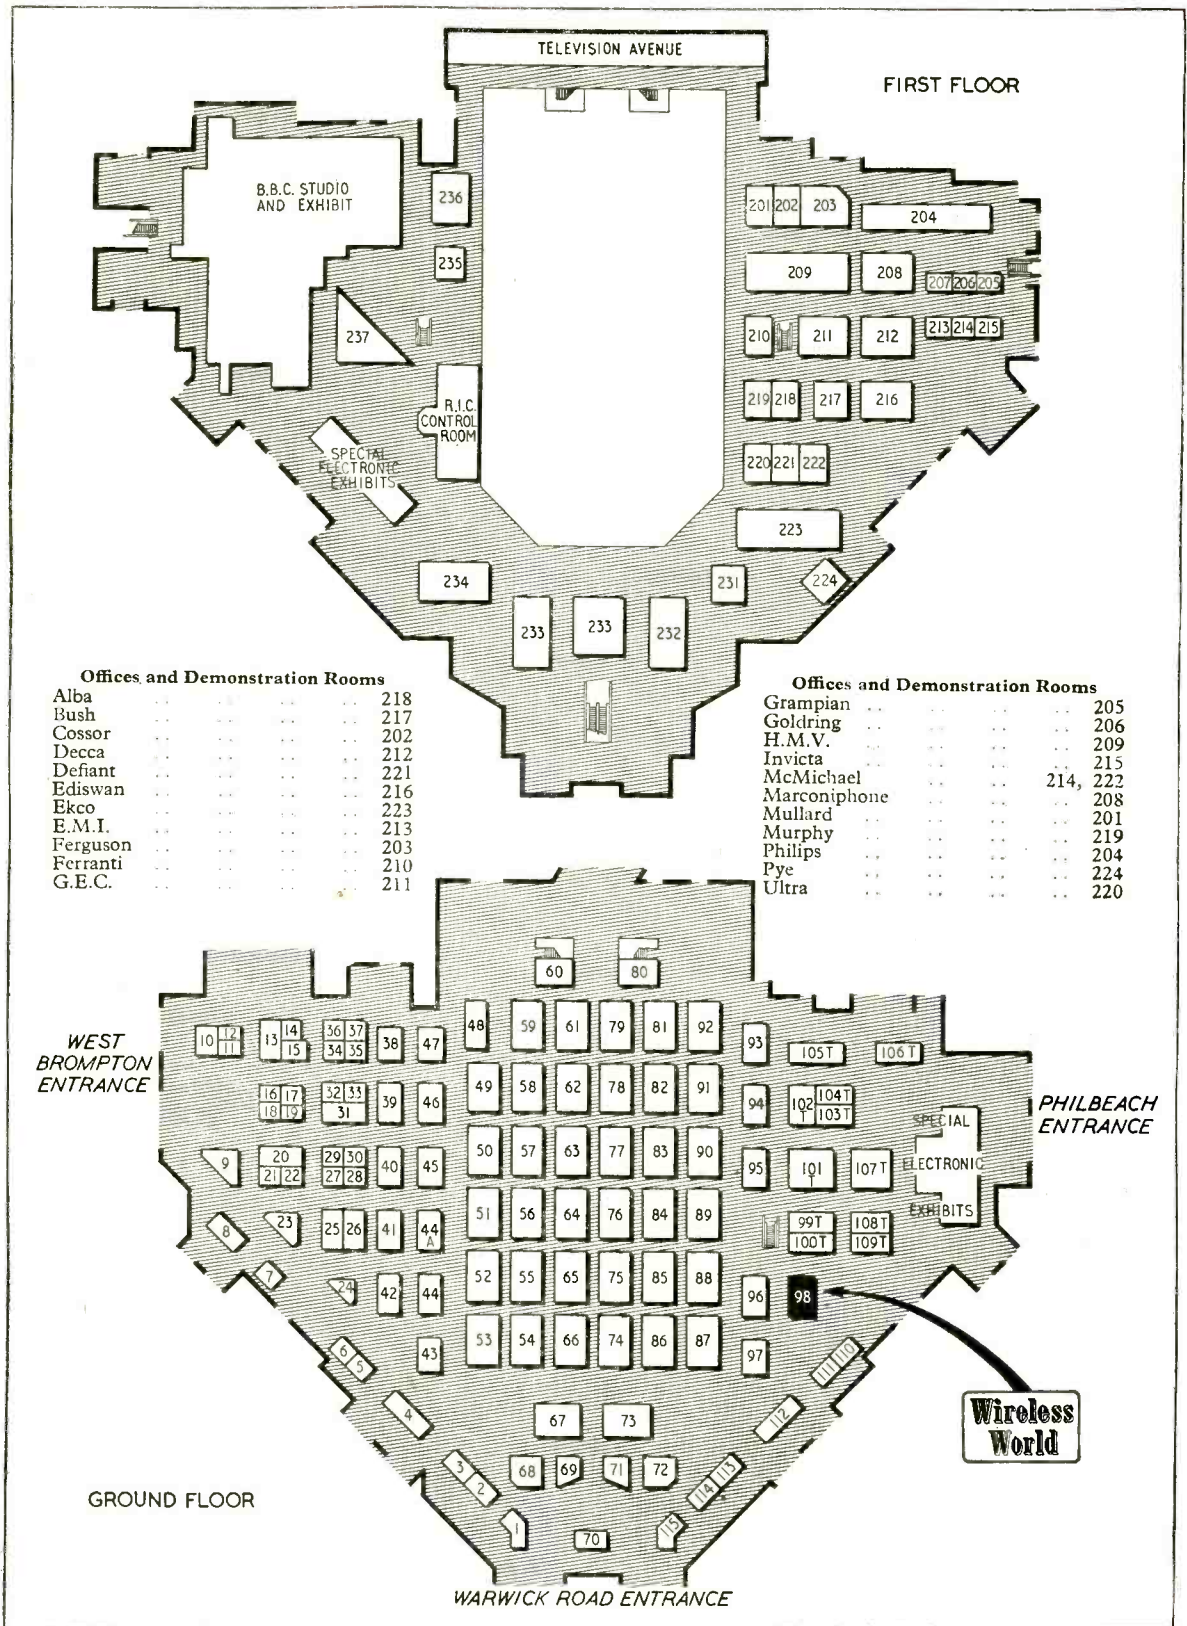 TELEVISION AVENUE
FIRST FLOOR
B.B.C. STUDIO
AND EXHIBIT
236
201 202 203
204
235
209
208
207 206 205
237
210
211
212
213 214 215
R.I.C.
CONTROL
ROOM
219 218
217
216
SPECIAL
ELECTRONIC
EXHIBITS
220 221 222
223
234
231
224
233
233
232
Offices and Demonstration Rooms
Alba .. .. .. .. 218
Bush .. .. .. .. 217
Cossor .. .. .. .. 202
Decca .. .. .. .. 212
Defiant .. .. .. .. 221
Ediswan .. .. .. .. 216
Ekco .. .. .. .. 223
E.M.I. .. .. .. .. 213
Ferguson .. .. .. .. 203
Ferranti .. .. .. .. 210
G.E.C. .. .. .. .. 211
Offices and Demonstration Rooms
Grampian .. .. .. .. 205
Goldring .. .. .. .. 206
H.M.V. .. .. .. .. 209
Invicta .. .. .. .. 215
McMichael .. .. .. 214, 222
Marconiphone .. .. .. 208
Mullard .. .. .. .. 201
Murphy .. .. .. .. 219
Philips .. .. .. .. 204
Pye .. .. .. .. 224
Ultra .. .. .. .. 220
60
80
WEST
BROMPTON
ENTRANCE
10 12
11
13 14
15
36 37
34 35
38
47
48
59
61
79
81
92
93
105T
106T
16 17
18 19
32 33
31
39
46
49
58
62
78
82
91
94
102
T
104T
103T
PHILBEACH
ENTRANCE
9
20
21 22
29 30
27 28
40
45
50
57
63
77
83
90
95
101
T
107T
SPECIAL
ELECTRONIC
EXHIBITS
8
23
25 26
41
44
A
51
56
64
76
84
89
99T
100T
108T
109T
7
24
42
44
52
55
65
75
85
88
96
98
6
5
43
53
54
66
74
86
87
97
111 110
Wireless
World
4
67
73
112
3
2
68
69
71
72
114 113
GROUND FLOOR
1
70
115
WARWICK ROAD ENTRANCE